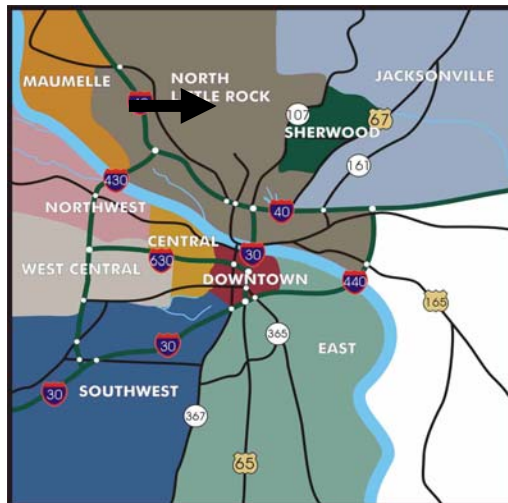 MAUMELLE
NORTH
LITTLE ROCK
JACKSONVILLE
107
67
SHERWOOD
161
430
NORTHWEST
40
CENTRAL
30
WEST CENTRAL
630
DOWNTOWN
440
165
365
30
EAST
SOUTHWEST
30
367
65